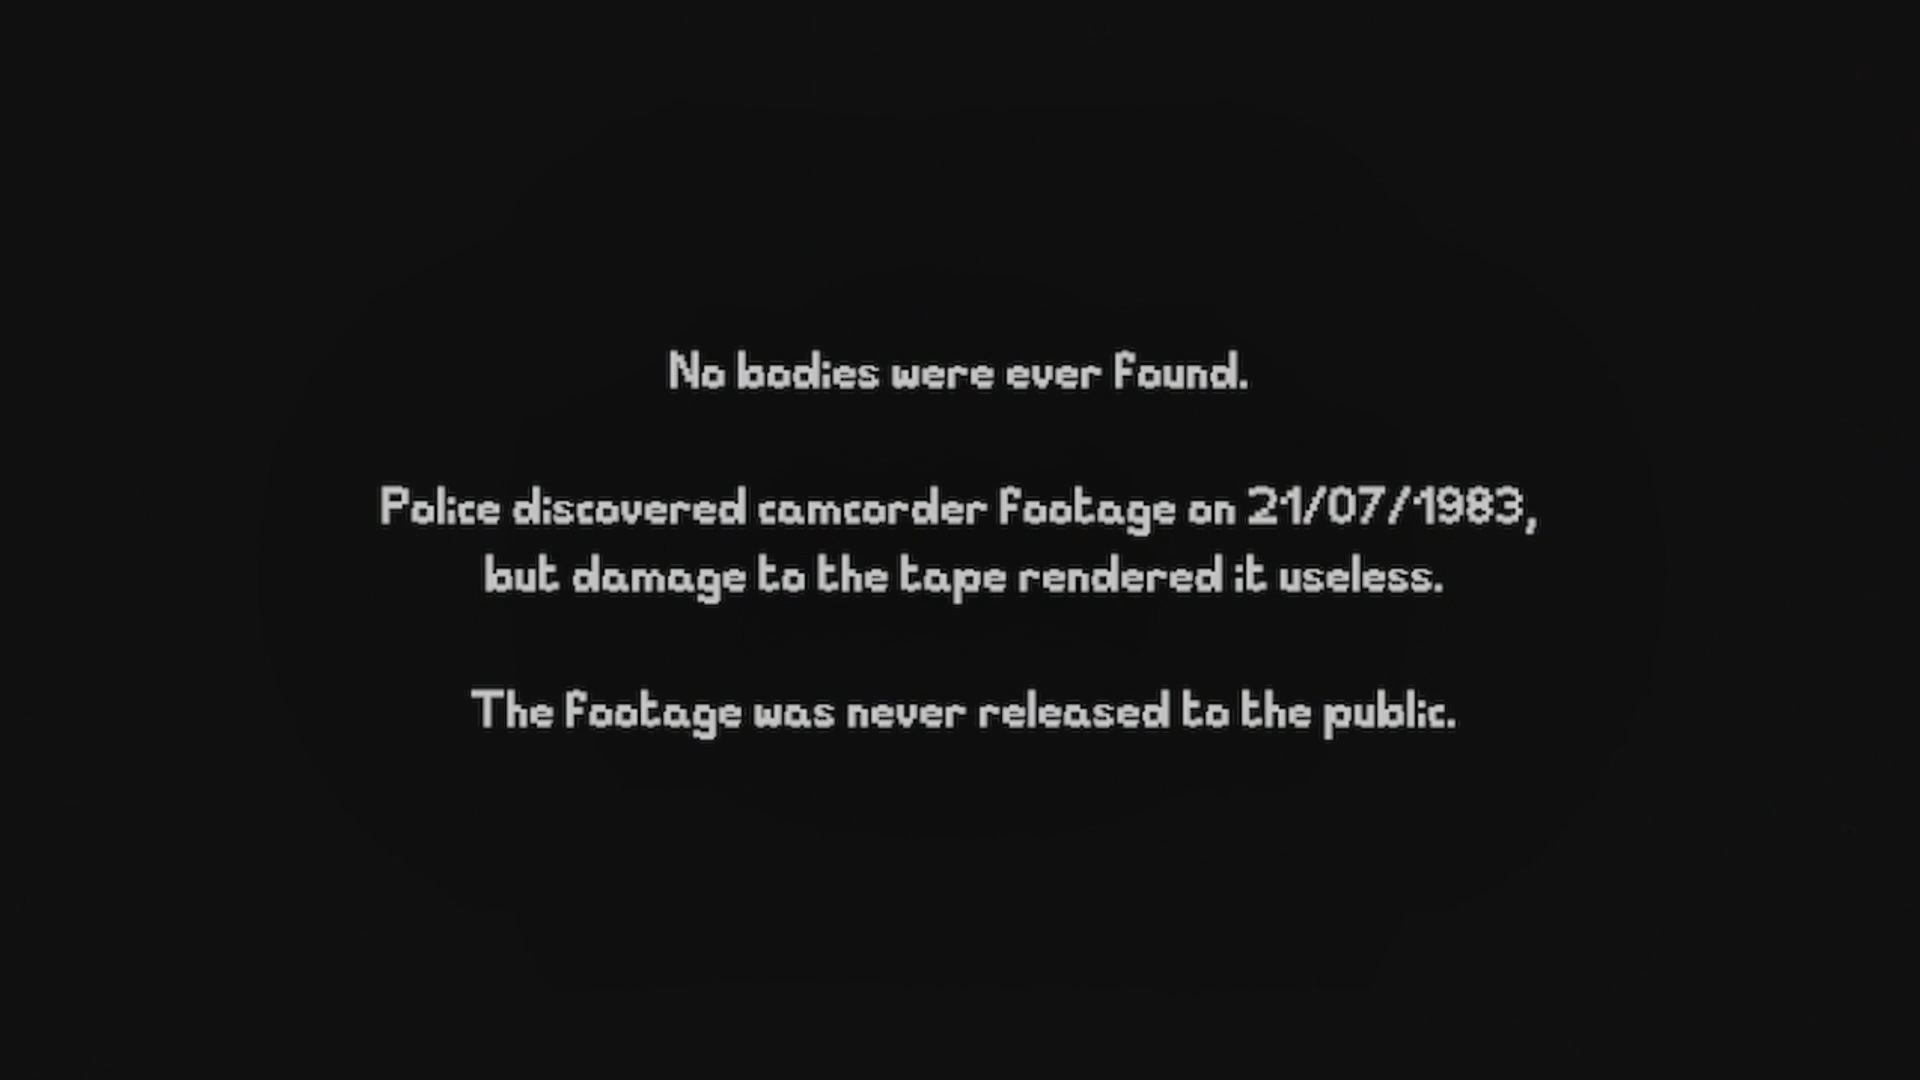 No bodies were ever found.
Police discovered camcorder footage on 21/07/1983,
but damage to the tape rendered it useless.
The footage was never released to the public.